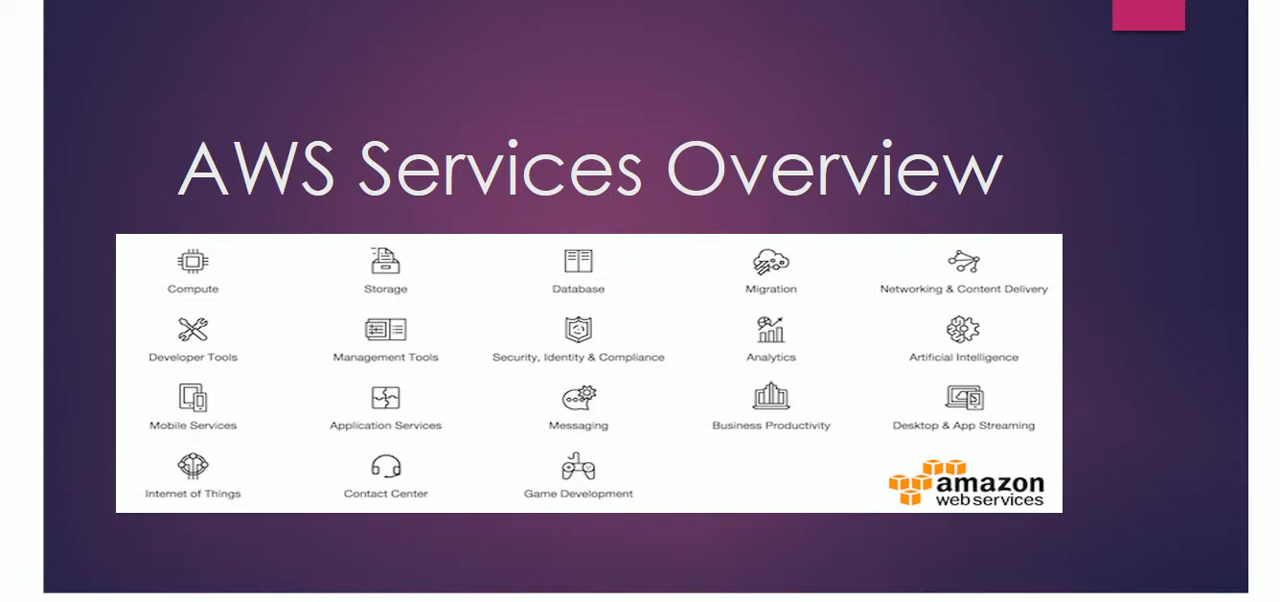 AWS Services Overview
Compute
Storage
Database
Migration
Networking & Content Delivery
Developer Tools
Management Tools
Security, Identity & Compliance
Analytics
Artificial Intelligence
Mobile Services
Application Services
Messaging
Business Productivity
Desktop & App Streaming
Internet of Things
Contact Center
Game Development
amazon
webservices